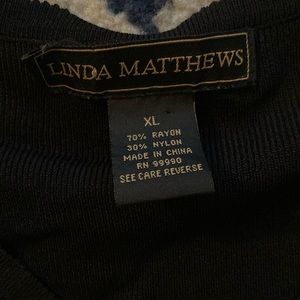 LINDA MATTHEWS
XL
70% RAYON
30% NYLON
MADE IN CHINA
RN 99990
SEE CARE REVERSE